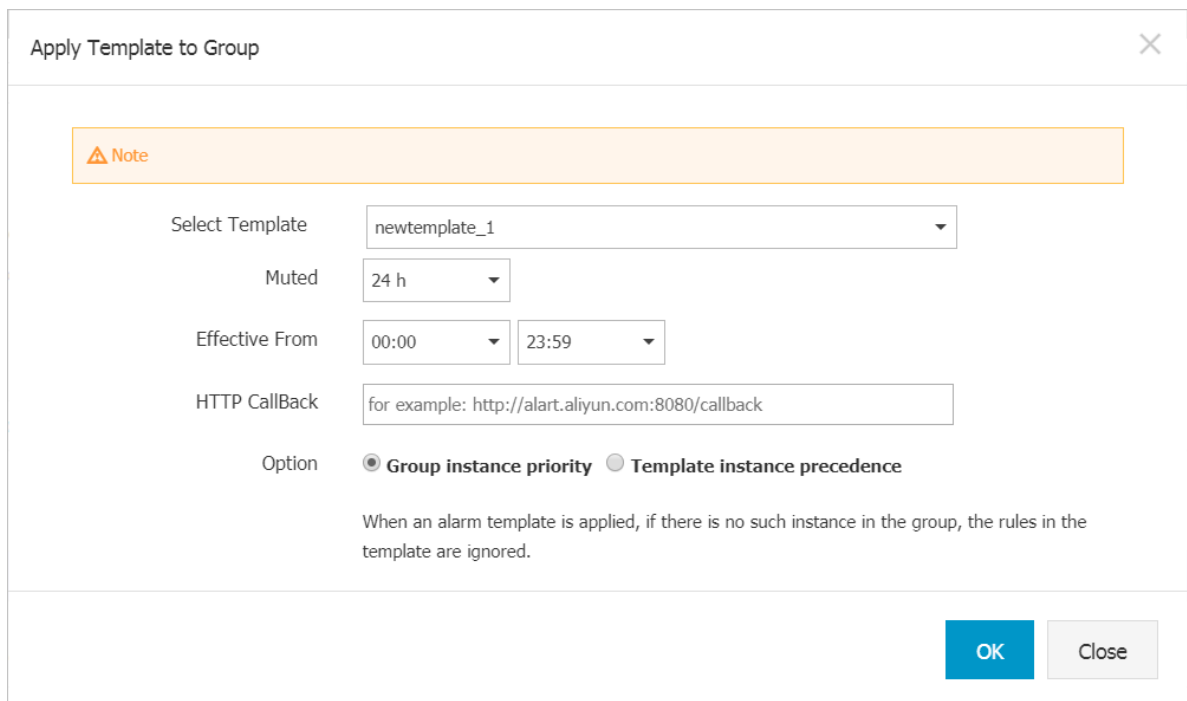 Apply Template to Group
Note
Select Template newtemplate_1
Muted 24 h
Effective From 00:00 23:59
HTTP CallBack for example: http://alart.aliyun.com:8080/callback
Option Group instance priority Template instance precedence
When an alarm template is applied, if there is no such instance in the group, the rules in the
template are ignored.
OK Close